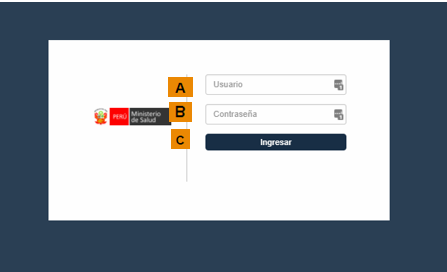 A
Usuario
PERÚ
Ministerio
de Salud
B
Contraseña
C
Ingresar